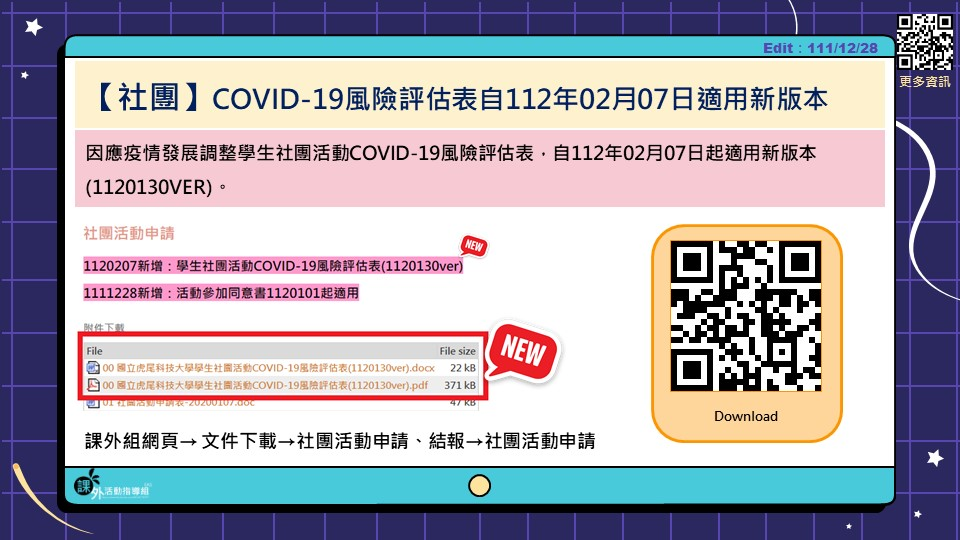 Edit : 111/12/28
更多資訊
【社團】COVID-19風險評估表自112年02月07日適用新版本
因應疫情發展調整學生社團活動COVID-19風險評估表，自112年02月07日起適用新版本
(1120130VER)。
社團活動申請
NEW
1120207新增：學生社團活動COVID-19風險評估表(1120130ver)
1111228新增：活動參加同意書1120101起適用
附件下載
File File size
00 國立虎尾科技大學學生社團活動COVID-19風險評估表(1120130ver).docx 22 kB
00 國立虎尾科技大學學生社團活動COVID-19風險評估表(1120130ver).pdf 371 kB
01 社團活動申請表-20200107.doc 47 kB
NEW
Download
課外組網頁→ 文件下載→社團活動申請、結報→社團活動申請
課外活動指導組